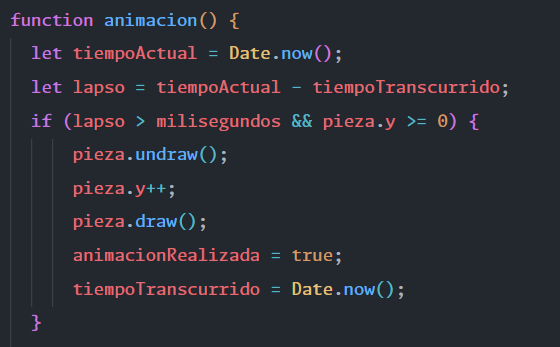 function animacion() {
let tiempoActual = Date.now();
let lapso = tiempoActual - tiempoTranscurrido;
if (lapso > milisegundos && pieza.y >= 0) {
pieza.undraw();
pieza.y++;
pieza.draw();
animacionRealizada = true;
tiempoTranscurrido = Date.now();
}